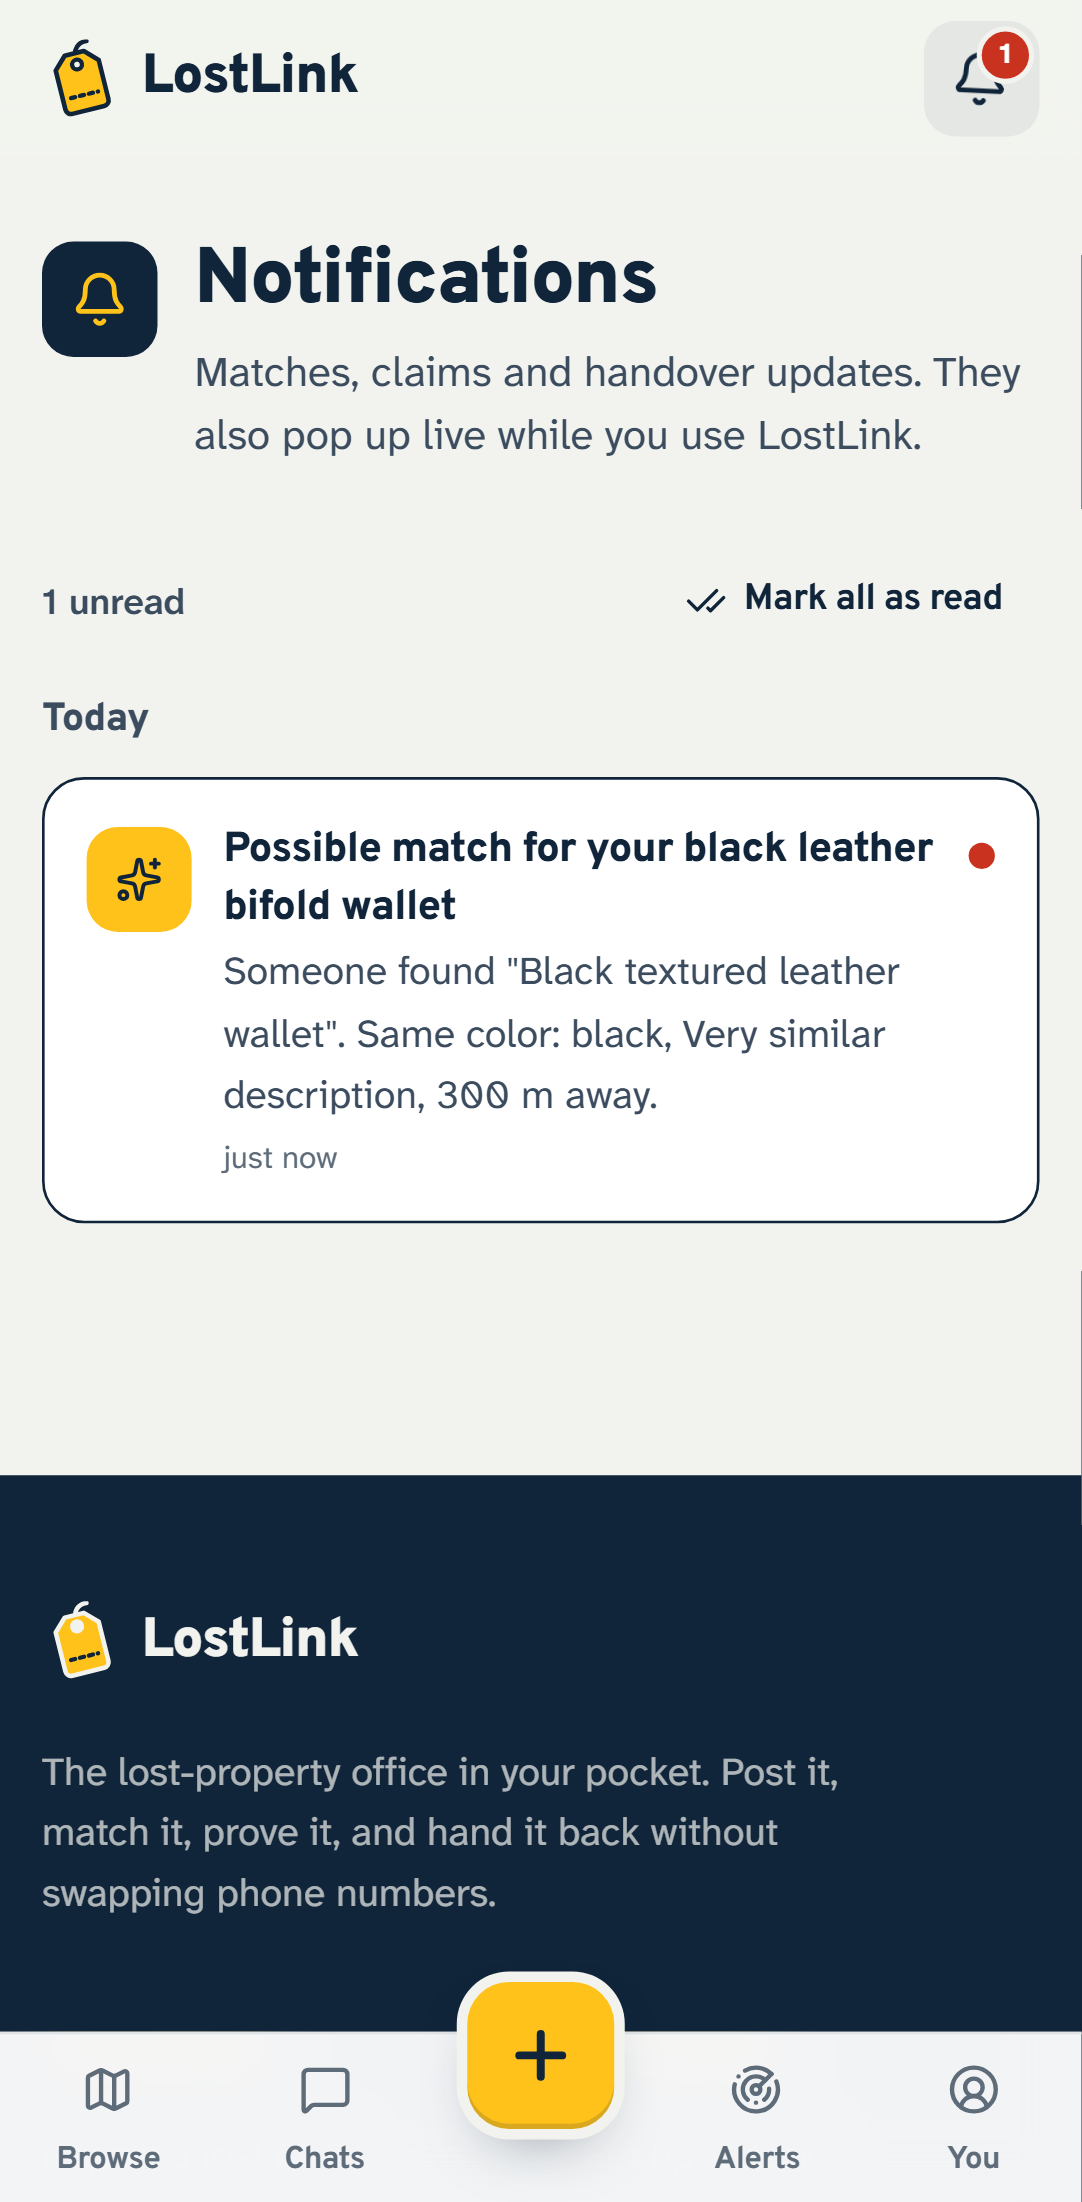 LostLink
1
Notifications
Matches, claims and handover updates. They
also pop up live while you use LostLink.
1 unread
Mark all as read
Today
Possible match for your black leather
bifold wallet
Someone found "Black textured leather
wallet". Same color: black, Very similar
description, 300 m away.
just now
LostLink
The lost-property office in your pocket. Post it,
match it, prove it, and hand it back without
swapping phone numbers.
Browse
Chats
Alerts
You